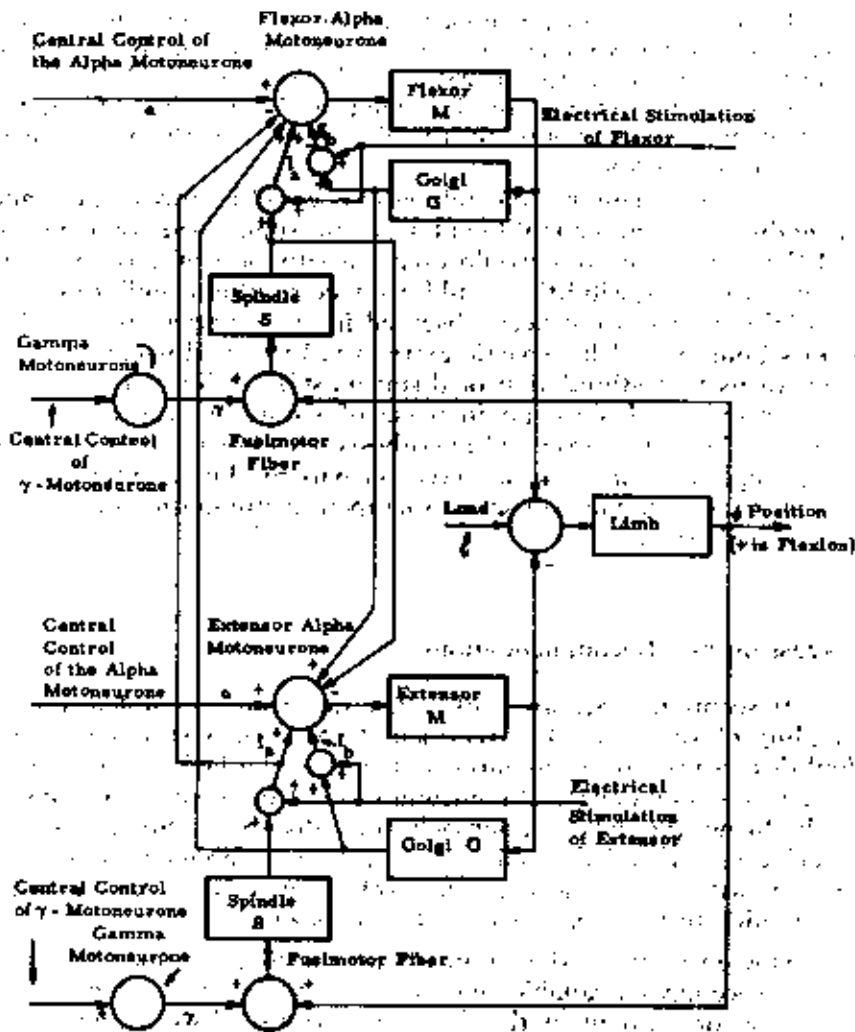 Flexor Alpha
Motoneurone
Central Control of
the Alpha Motoneurone
α
Flexor
M
Electrical Stimulation
of Flexor
Golgi
G
Spindle
S
Gamma
Motoneurone
γ
Central Control
of
γ - Motoneurone
Fusimotor
Fiber
Load
ℓ
Limb
Position
(+ is Flexion)
Central
Control
of the Alpha
Motoneurone
α
Extensor Alpha
Motoneurone
Extensor
M
Electrical
Stimulation
of Extensor
Golgi G
Central Control
of γ - Motoneurone
Gamma
Motoneurone
Spindle
S
Fusimotor Fiber
γ